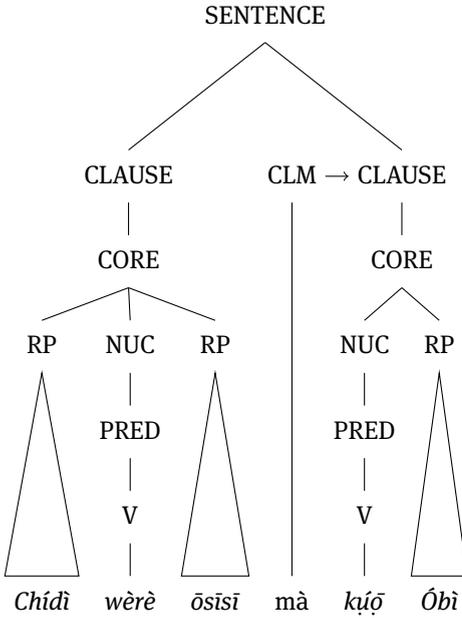 SENTENCE
CLAUSE CLM → CLAUSE
CORE CORE
RP NUC RP NUC RP
PRED PRED
V V
Chídì wèrè ōsīsī mà kụ́ọ̄ Óbì